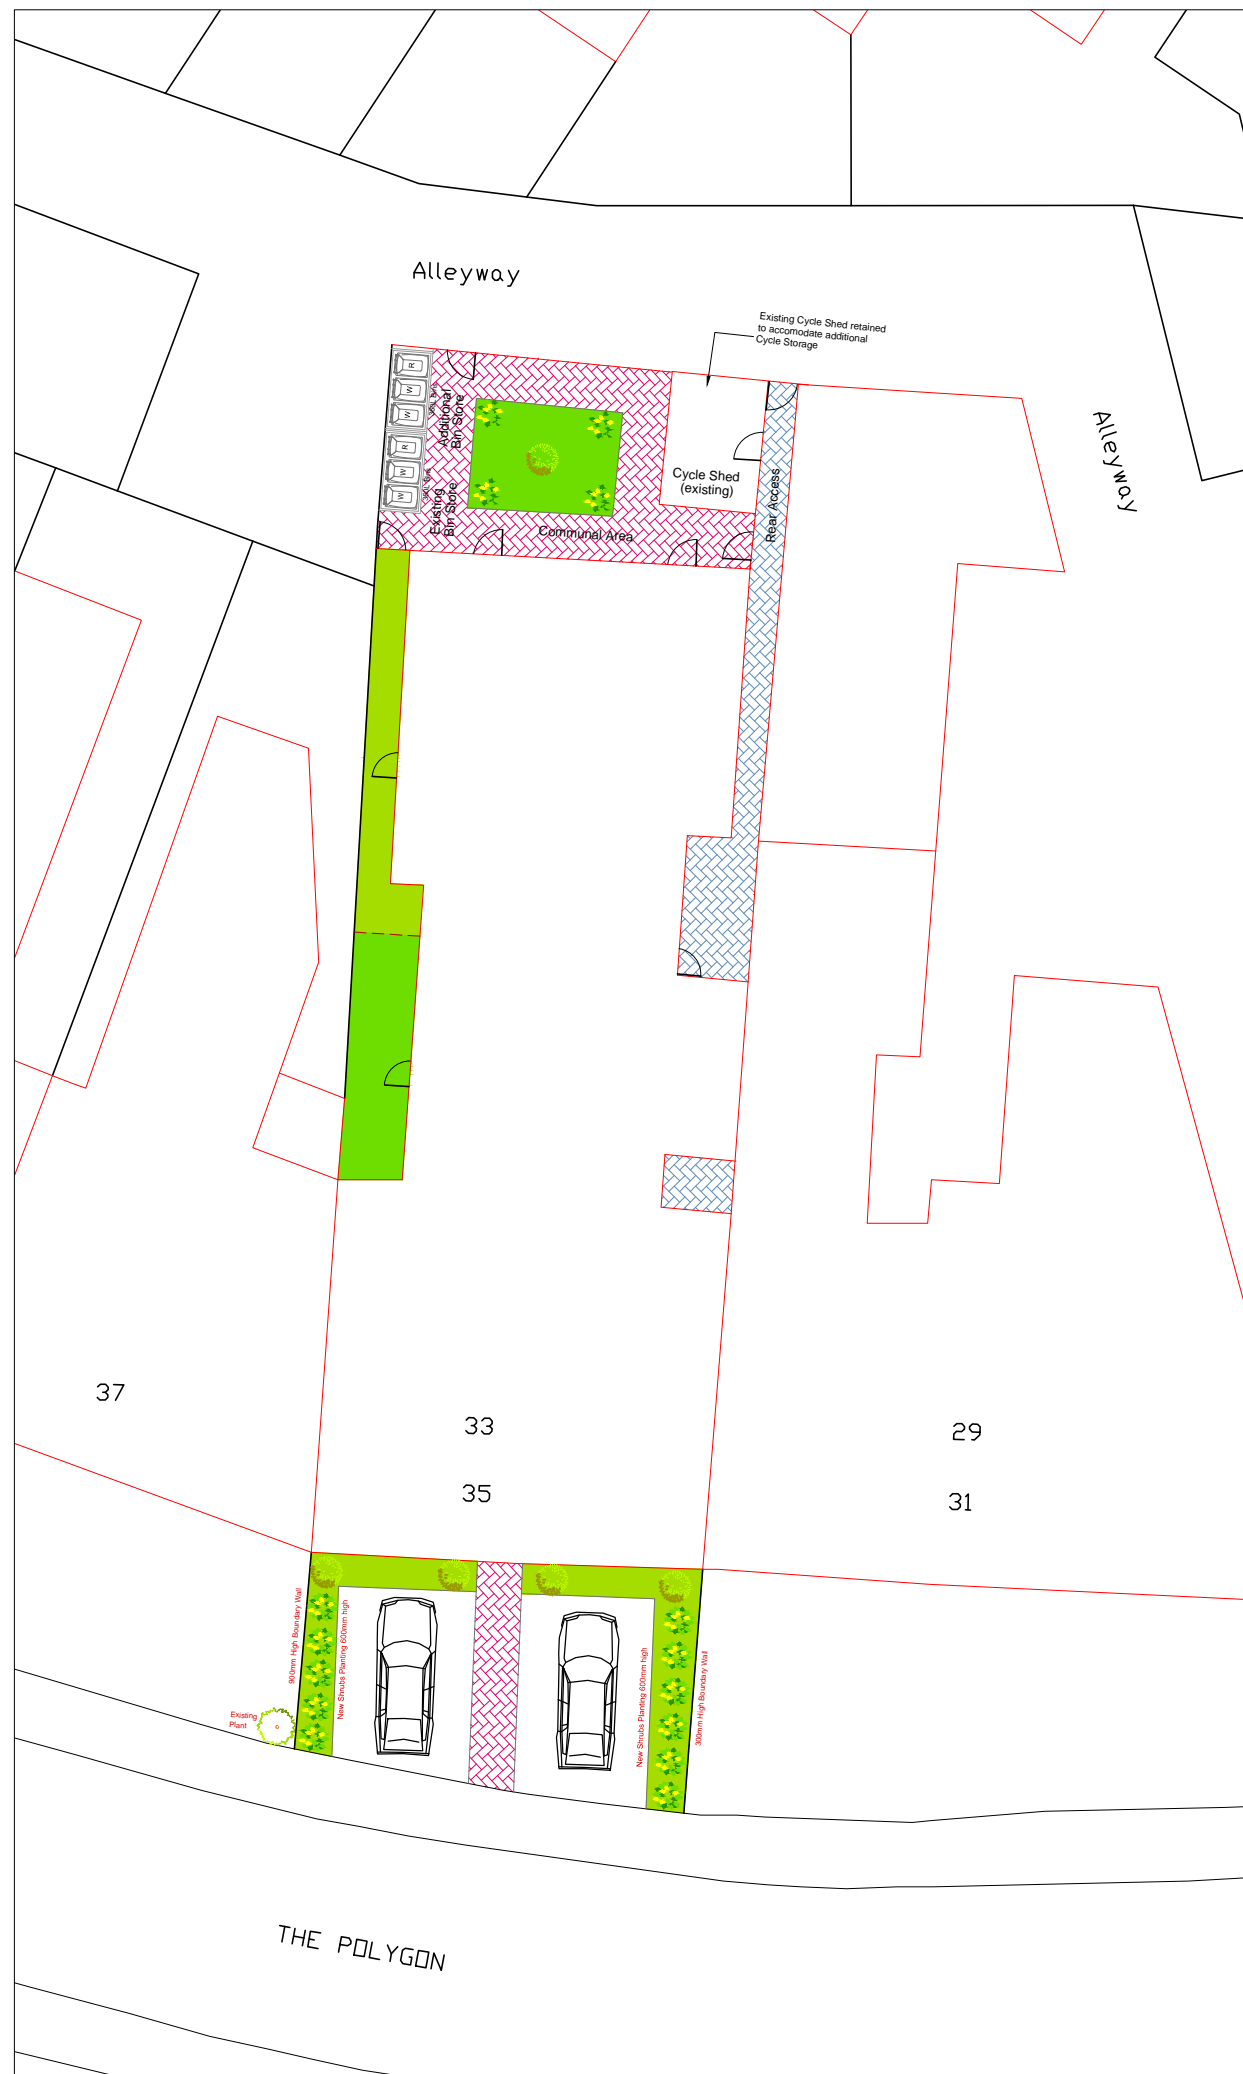 Alleyway
Existing Cycle Shed retained
to accomodate additional
Cycle Storage
Alleyway
R
W
W
R
W
W
Additional
Bin Store
Existing
Bin Store
Cycle Shed
(existing)
Rear Access
Communal Area
37
33
29
35
31
900mm High Boundary Wall
New Shrubs Planting 600mm high
New Shrubs Planting 600mm high
300mm High Boundary Wall
Existing
Plant
THE POLYGON